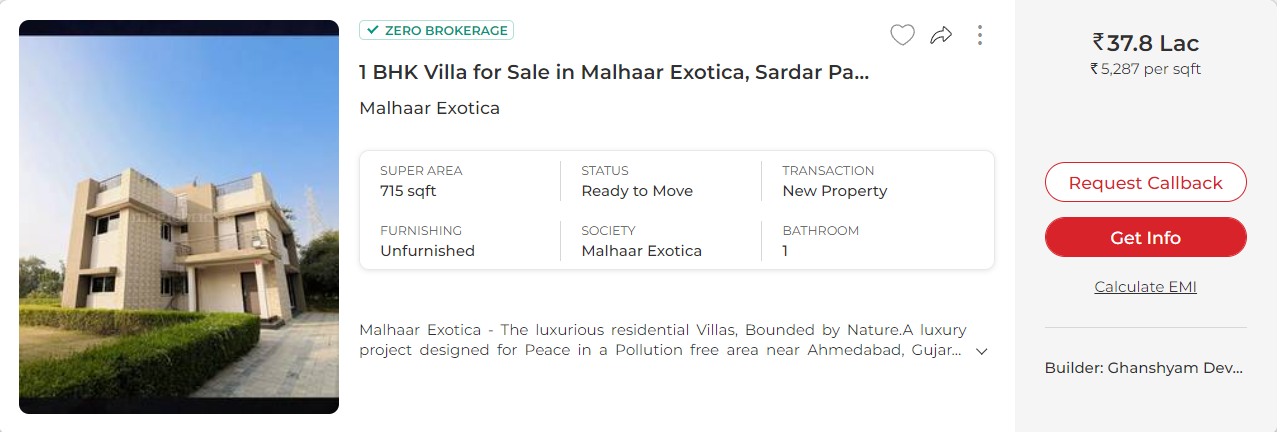 ZERO BROKERAGE
1 BHK Villa for Sale in Malhaar Exotica, Sardar Pa...
Malhaar Exotica
SUPER AREA
715 sqft
STATUS
Ready to Move
TRANSACTION
New Property
FURNISHING
Unfurnished
SOCIETY
Malhaar Exotica
BATHROOM
1
Malhaar Exotica - The luxurious residential Villas, Bounded by Nature.A luxury
project designed for Peace in a Pollution free area near Ahmedabad, Gujar...
₹37.8 Lac
₹5,287 per sqft
Request Callback
Get Info
Calculate EMI
Builder: Ghanshyam Dev...